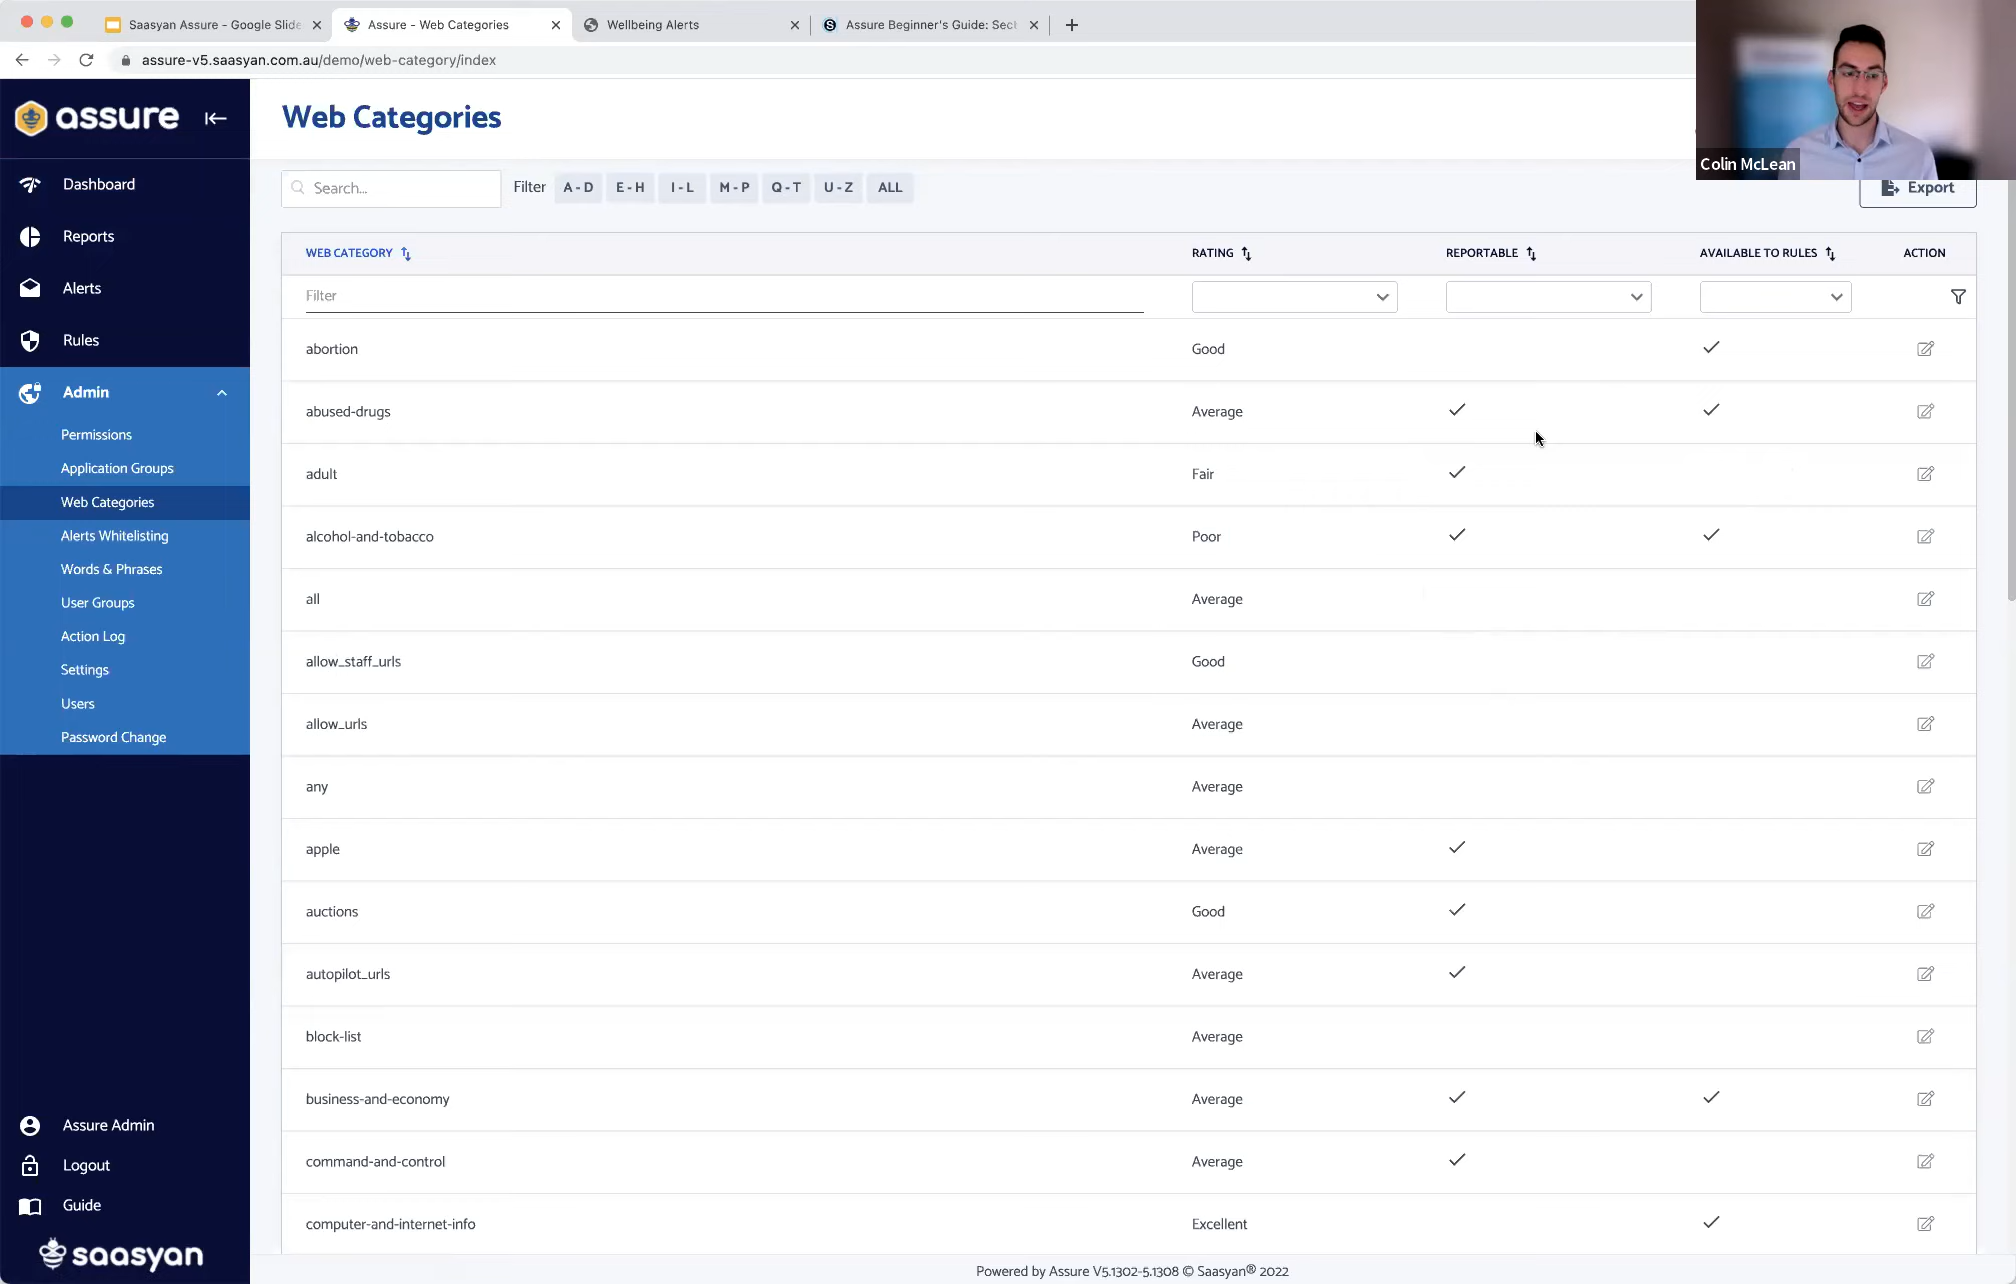 Saasyan Assure - Google Slide
Assure - Web Categories
Wellbeing Alerts
Assure Beginner's Guide: Sect
assure-v5.saasyan.com.au/demo/web-category/index
assure
Web Categories
Colin McLean
Dashboard
Reports
Alerts
Rules
Admin
Permissions
Application Groups
Web Categories
Alerts Whitelisting
Words & Phrases
User Groups
Action Log
Settings
Users
Password Change
Assure Admin
Logout
Guide
saasyan
Search...
Filter A - D E - H I - L M - P Q - T U - Z ALL
Export
WEB CATEGORY RATING REPORTABLE AVAILABLE TO RULES ACTION
Filter
abortion Good
abused-drugs Average
adult Fair
alcohol-and-tobacco Poor
all Average
allow_staff_urls Good
allow_urls Average
any Average
apple Average
auctions Good
autopilot_urls Average
block-list Average
business-and-economy Average
command-and-control Average
computer-and-internet-info Excellent
Powered by Assure V5.1302-5.1308 © Saasyan® 2022